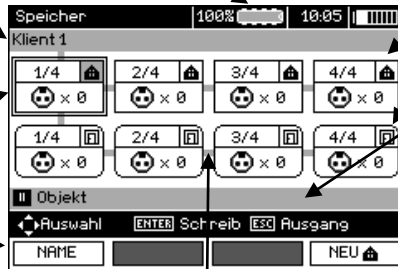 Speicher 100% 10:05
Klient 1
1/4 2/4 3/4 4/4
× 0 × 0 × 0 × 0
1/4 2/4 3/4 4/4
× 0 × 0 × 0 × 0
Objekt
Auswahl ENTER Schreib ESC Ausgang
NAME NEU